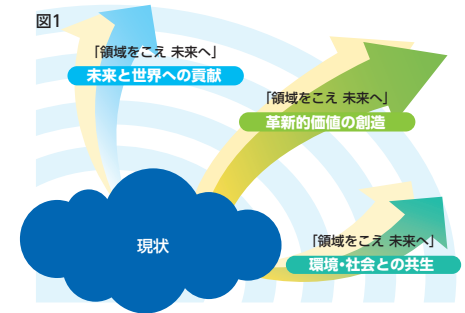 図1
「領域をこえ 未来へ」
未来と世界への貢献
「領域をこえ 未来へ」
革新的価値の創造
「領域をこえ 未来へ」
環境・社会との共生
現状